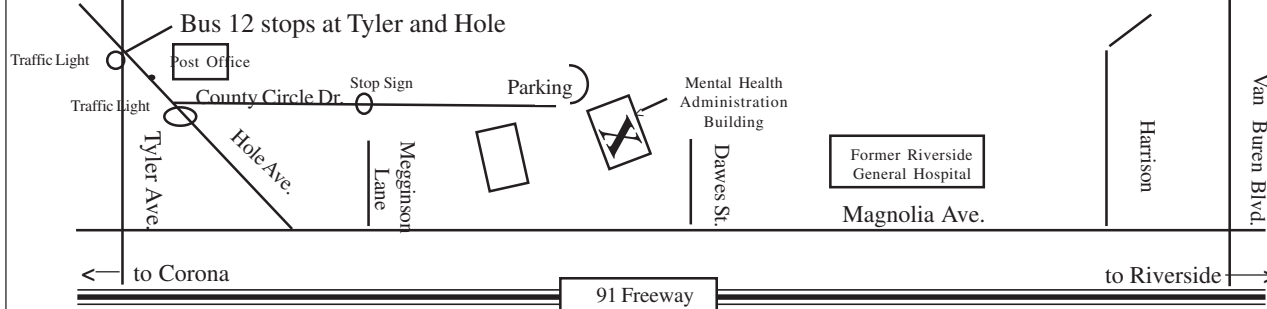 Bus 12 stops at Tyler and Hole
Traffic Light
Post Office
Traffic Light
County Circle Dr.
Stop Sign
Parking
Mental Health
Administration
Building
X
Tyler Ave.
Hole Ave.
Megginson
Lane
Dawes St.
Former Riverside
General Hospital
Harrison
Van Buren Blvd.
Magnolia Ave.
to Corona
to Riverside
91 Freeway